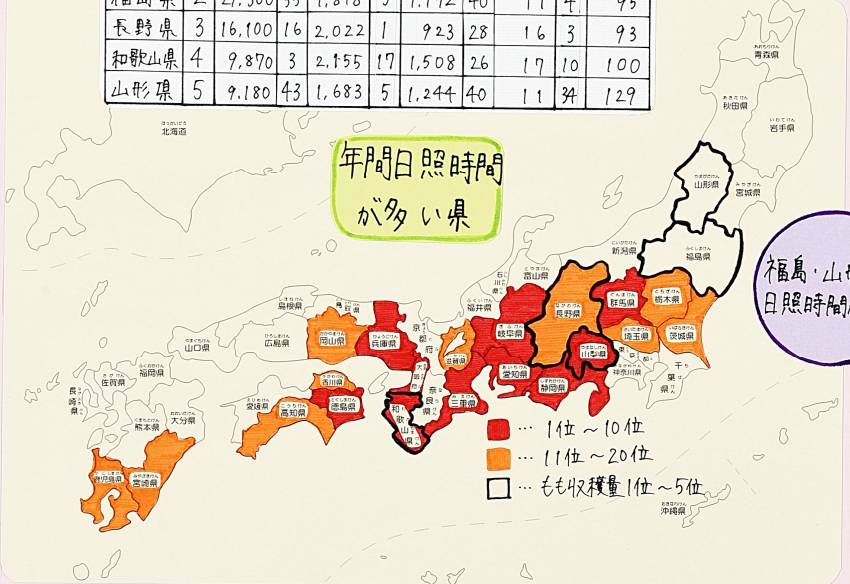 長野県 3 16,100 16 2,022 1 923 28 16 3 93
和歌山県 4 9,870 3 2,155 17 1,508 26 17 10 100
山形県 5 9,180 43 1,683 5 1,244 40 11 34 129
年間日照時間
が多い県
北海道
青森県
秋田県
岩手県
山形県
宮城県
新潟県
福島県
福島・山形
日照時間
石川県
富山県
群馬県
栃木県
島根県
鳥取県
福井県
長野県
岐阜県
埼玉県
茨城県
山口県
広島県
岡山県
兵庫県
京都府
滋賀県
山梨県
東京都
神奈川県
千葉県
福岡県
佐賀県
長崎県
香川県
大阪府
奈良県
愛知県
静岡県
三重県
大分県
熊本県
愛媛県
高知県
徳島県
和歌山県
鹿児島県
宮崎県
沖縄県
… 1位～10位
… 11位～20位
… もも収穫量1位～5位